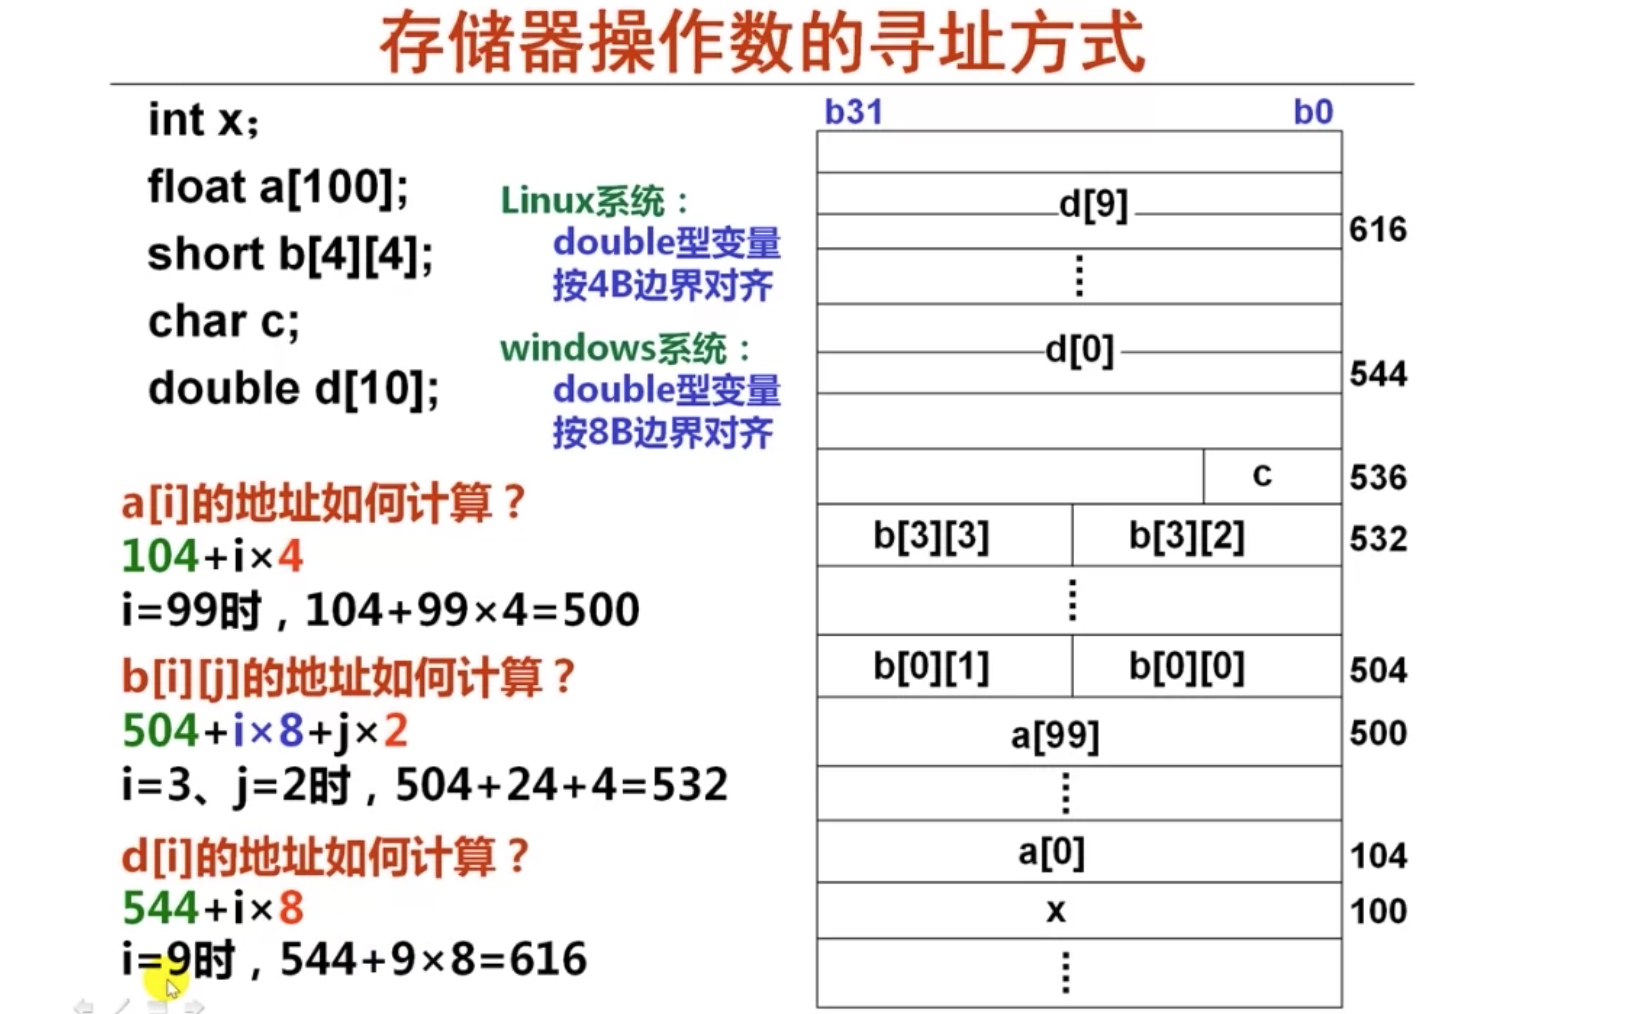 存储器操作数的寻址方式
int x;
float a[100];
short b[4][4];
char c;
double d[10];
Linux系统：
double型变量
按4B边界对齐
windows系统：
double型变量
按8B边界对齐
a[i]的地址如何计算？
104+i×4
i=99时，104+99×4=500
b[i][j]的地址如何计算？
504+i×8+j×2
i=3、j=2时，504+24+4=532
d[i]的地址如何计算？
544+i×8
i=9时，544+9×8=616
b31 b0
d[9]
616
d[0]
544
c 536
b[3][3] b[3][2] 532
b[0][1] b[0][0] 504
a[99] 500
a[0] 104
x 100